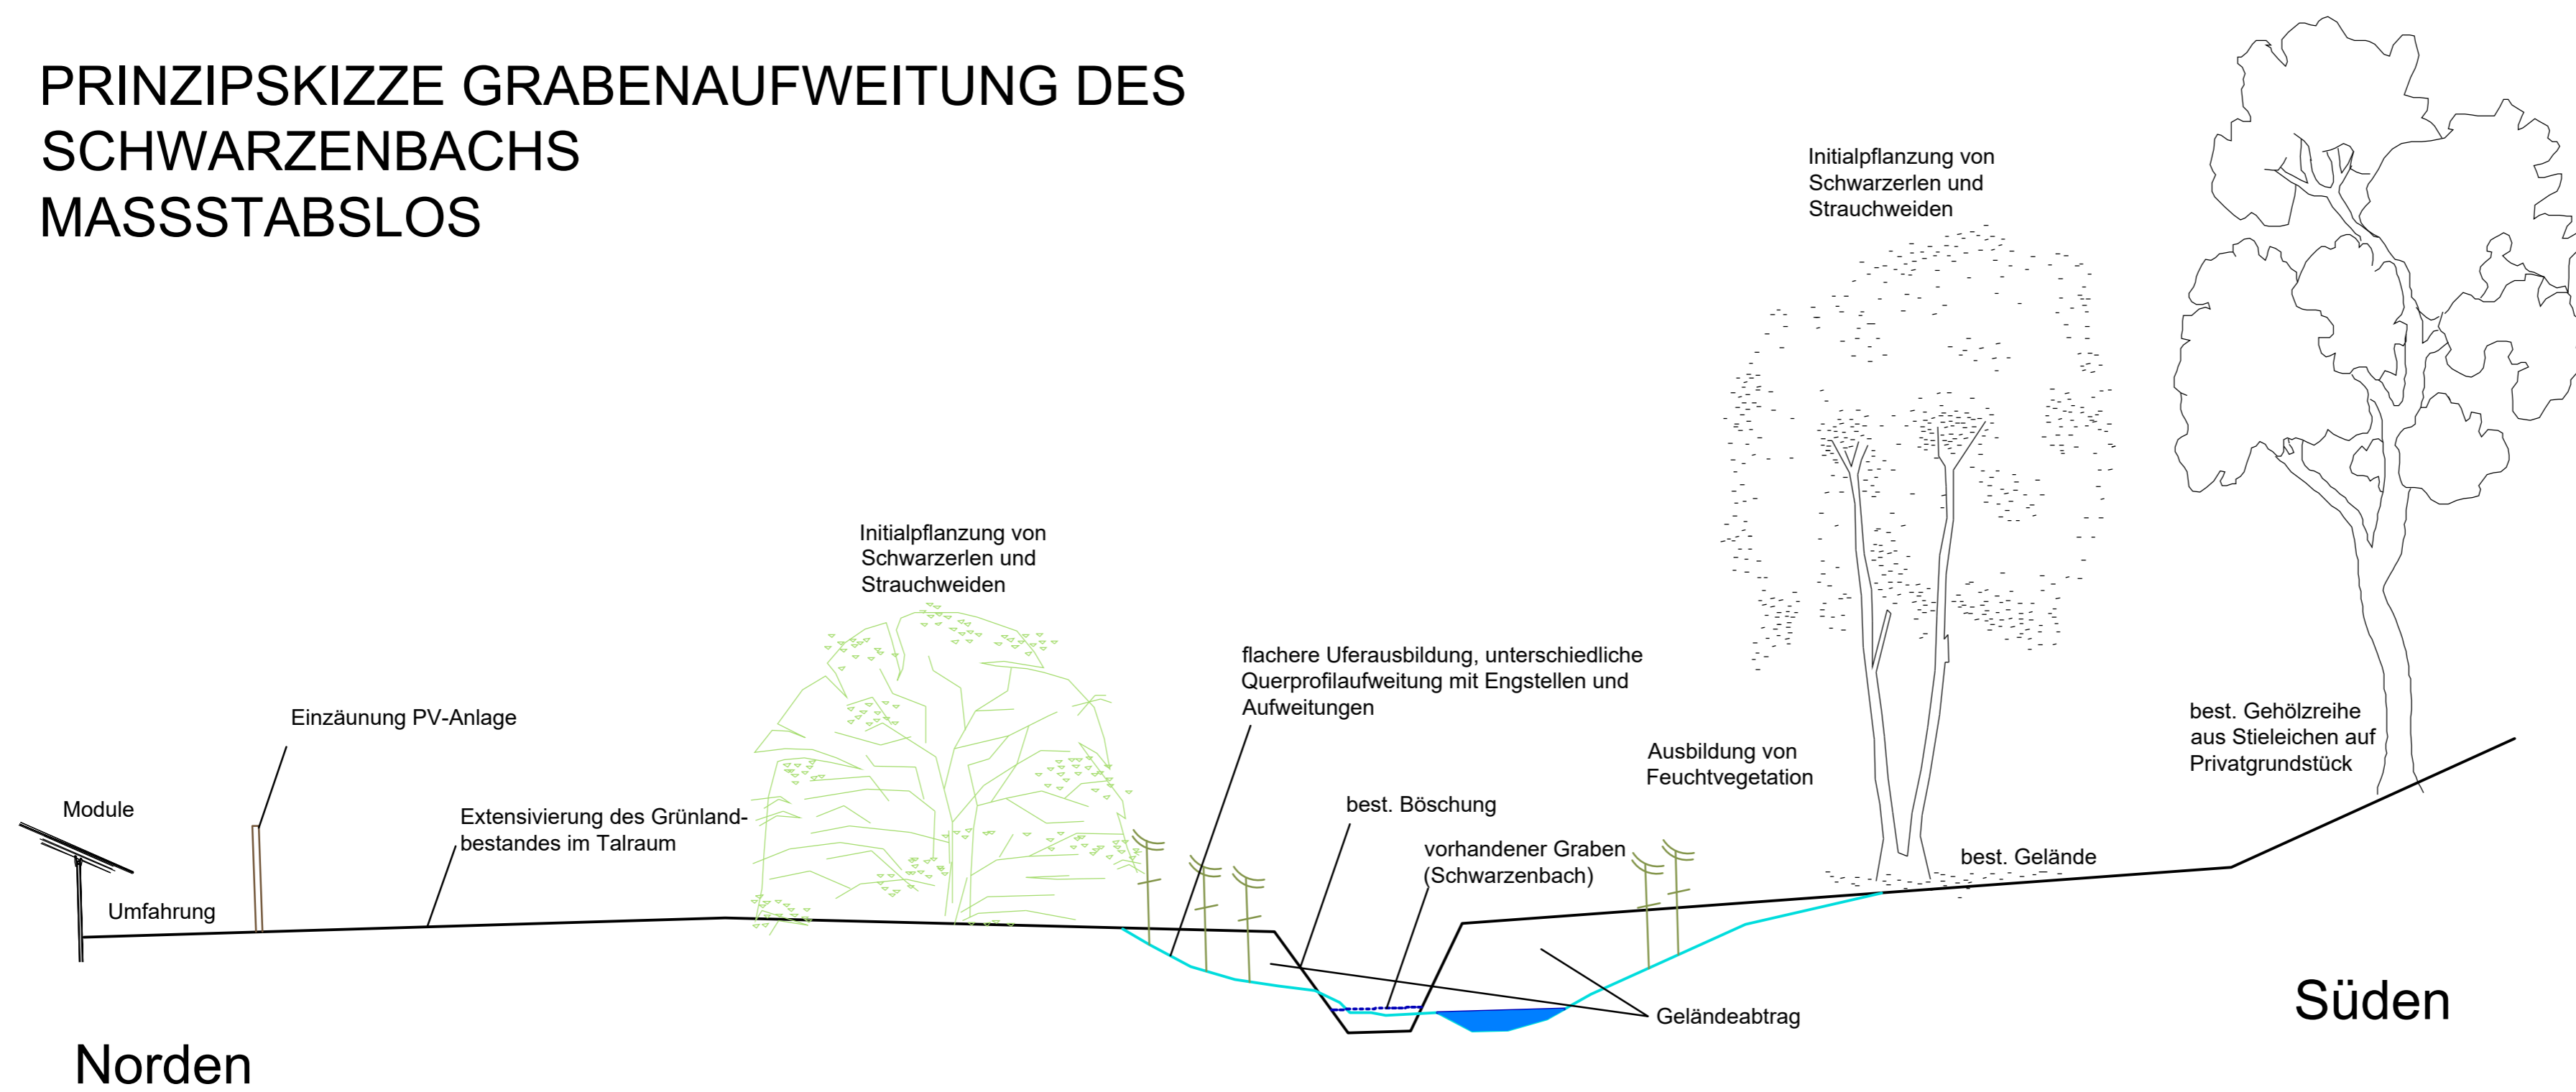 PRINZIPSKIZZE GRABENAUFWEITUNG DES
SCHWARZENBACHS
MASSSTABSLOS
Initialpflanzung von
Schwarzerlen und
Strauchweiden
Initialpflanzung von
Schwarzerlen und
Strauchweiden
flachere Uferausbildung, unterschiedliche
Querprofilaufweitung mit Engstellen und
Aufweitungen
Einzäunung PV-Anlage
best. Gehölzreihe
aus Stieleichen auf
Privatgrundstück
Ausbildung von
Feuchtvegetation
Module
Extensivierung des Grünland-
bestandes im Talraum
best. Böschung
vorhandener Graben
(Schwarzenbach)
best. Gelände
Umfahrung
Geländeabtrag
Süden
Norden